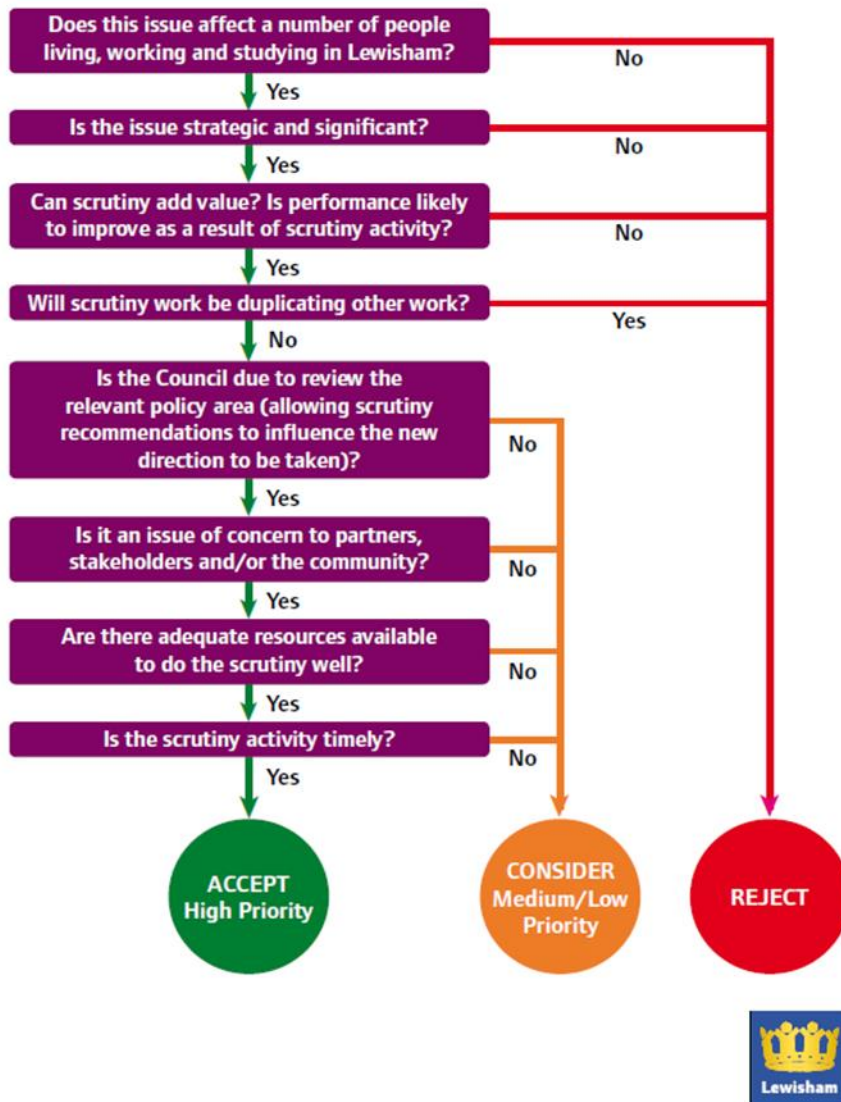 Does this issue affect a number of people
living, working and studying in Lewisham?
No
Yes
Is the issue strategic and significant?
No
Yes
Can scrutiny add value? Is performance likely
to improve as a result of scrutiny activity?
No
Yes
Will scrutiny work be duplicating other work?
Yes
No
Is the Council due to review the
relevant policy area (allowing scrutiny
recommendations to influence the new
direction to be taken)?
No
Yes
Is it an issue of concern to partners,
stakeholders and/or the community?
No
Yes
Are there adequate resources available
to do the scrutiny well?
No
Yes
Is the scrutiny activity timely?
No
Yes
ACCEPT
High Priority
CONSIDER
Medium/Low
Priority
REJECT
Lewisham